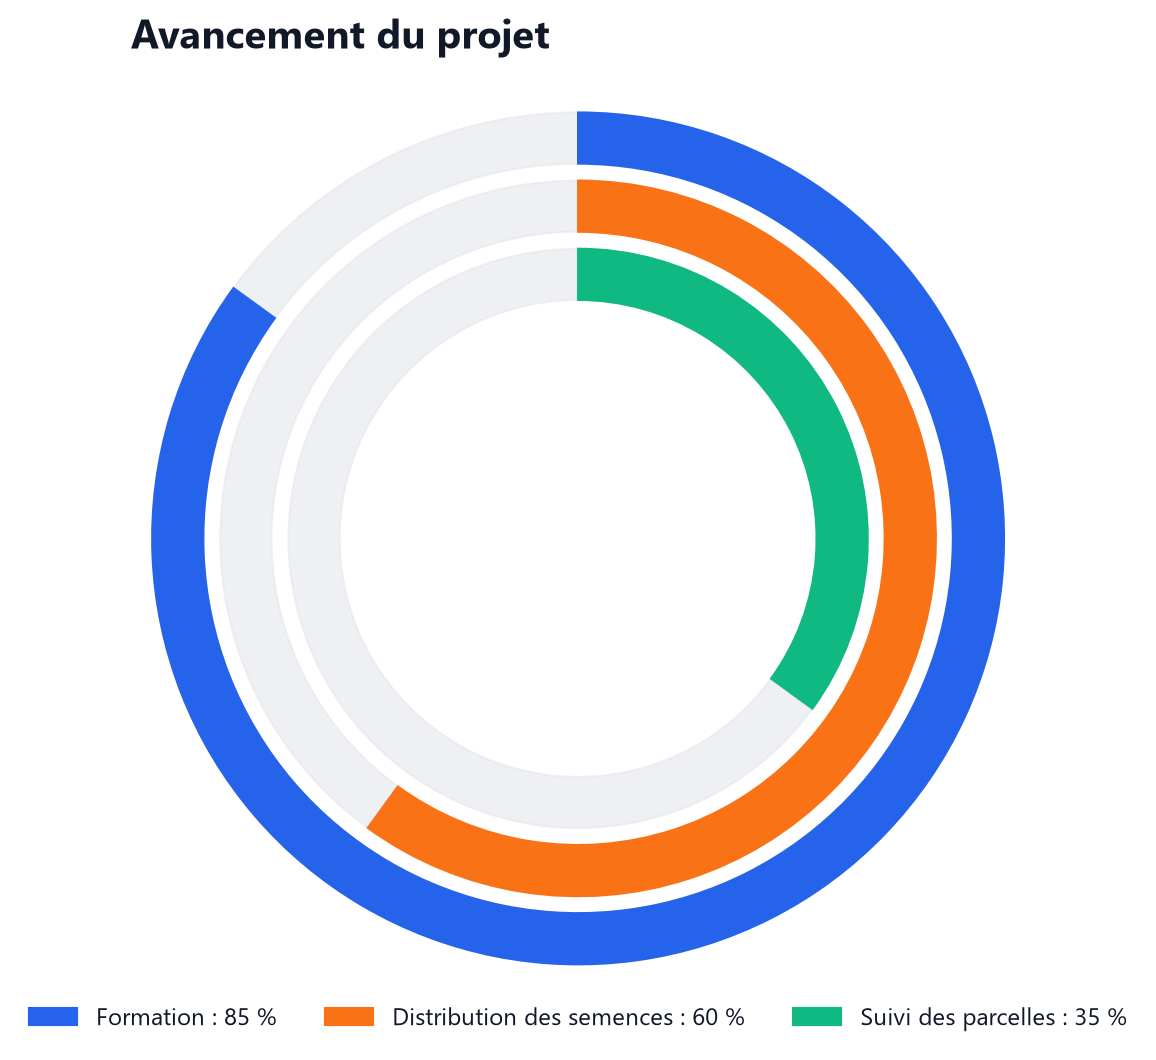 Avancement du projet
Formation : 85 %
Distribution des semences : 60 %
Suivi des parcelles : 35 %